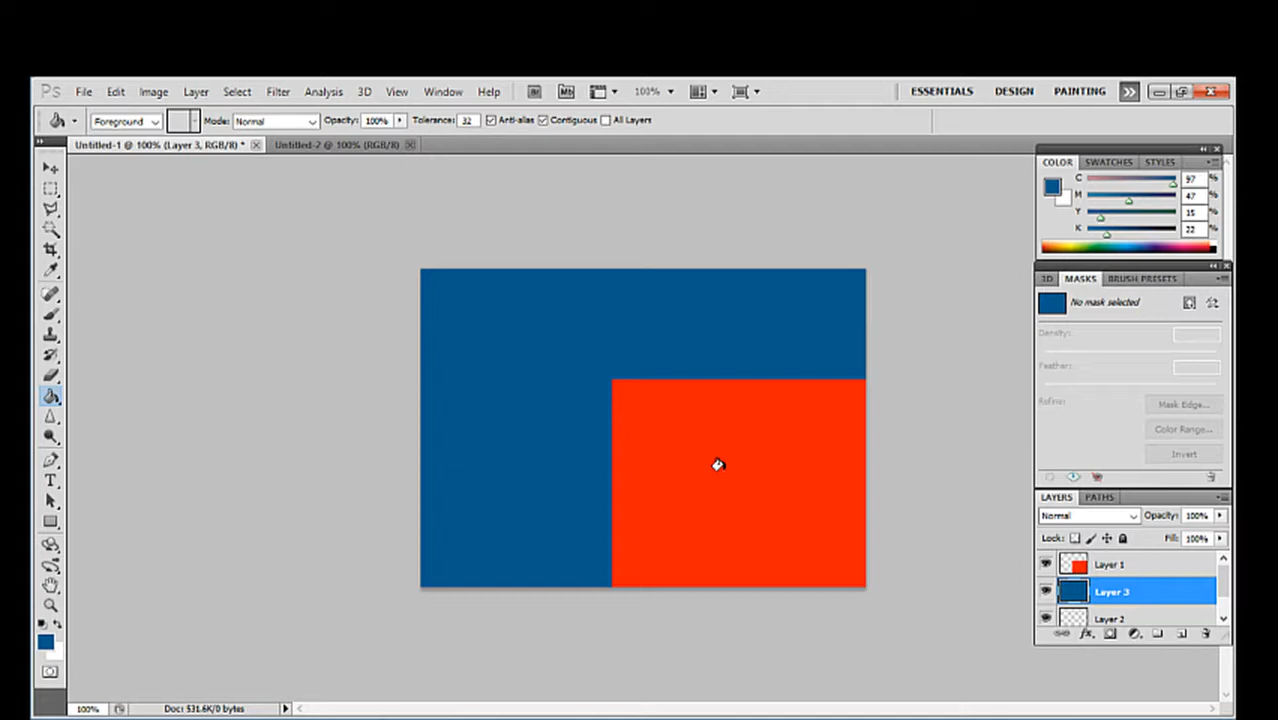 Ps File Edit Image Layer Select Filter Analysis 3D View Window Help Br Mb 100% ESSENTIALS DESIGN PAINTING
Foreground Mode: Normal Opacity: 100% Tolerance: 32 Anti-alias Contiguous All Layers
Untitled-1 @ 100% (Layer 3, RGB/8) * Untitled-2 @ 100% (RGB/8)
COLOR SWATCHES STYLES
C 97 %
M 47 %
Y 15 %
K 22 %
3D MASKS BRUSH PRESETS
No mask selected
Density:
Feather:
Refine:
Mask Edge...
Color Range...
Invert
LAYERS PATHS
Normal Opacity: 100%
Lock: Fill: 100%
Layer 1
Layer 3
Layer 2
fx
T
100% Doc: 531.6K/0 bytes